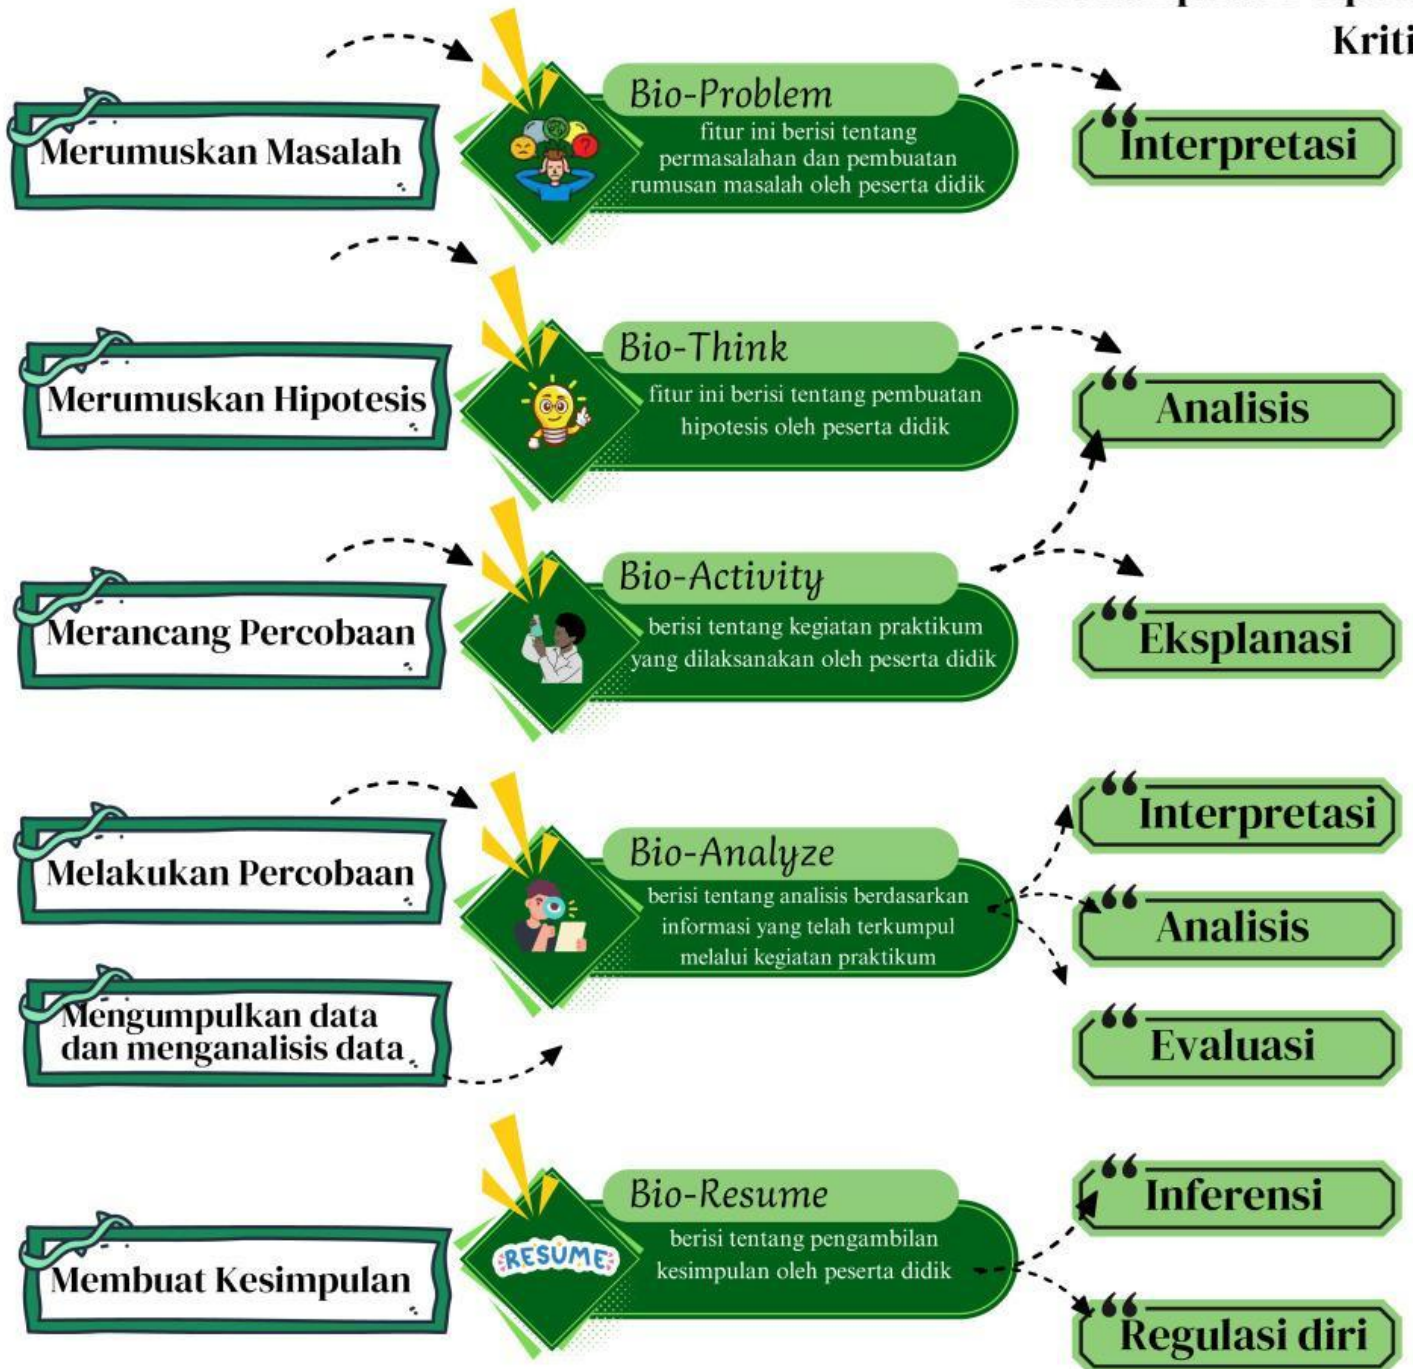 Kriti
Merumuskan Masalah
Bio-Problem
fitur ini berisi tentang
permasalahan dan pembuatan
rumusan masalah oleh peserta didik
Interpretasi
Merumuskan Hipotesis
Bio-Think
fitur ini berisi tentang pembuatan
hipotesis oleh peserta didik
Analisis
Merancang Percobaan
Bio-Activity
berisi tentang kegiatan praktikum
yang dilaksanakan oleh peserta didik
Eksplanasi
Melakukan Percobaan
Mengumpulkan data
dan menganalisis data
Bio-Analyze
berisi tentang analisis berdasarkan
informasi yang telah terkumpul
melalui kegiatan praktikum
Interpretasi
Analisis
Evaluasi
Membuat Kesimpulan
RESUME
Bio-Resume
berisi tentang pengambilan
kesimpulan oleh peserta didik
Inferensi
Regulasi diri